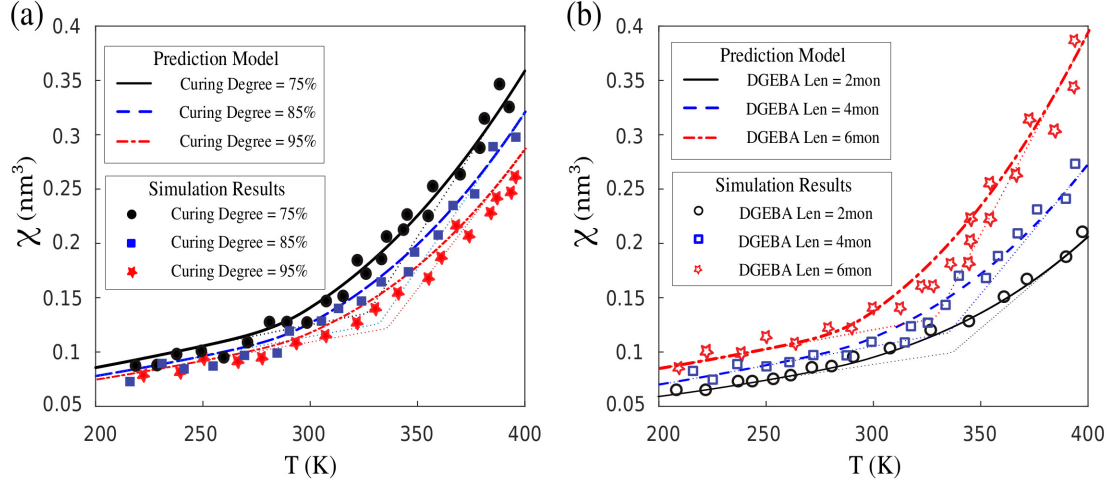 (a)
0.4
0.35
0.3
0.25
0.2
0.15
0.1
0.05
χ (nm³)
Prediction Model
Curing Degree = 75%
Curing Degree = 85%
Curing Degree = 95%
Simulation Results
Curing Degree = 75%
Curing Degree = 85%
Curing Degree = 95%
200 250 300 350 400
T (K)
(b)
0.4
0.35
0.3
0.25
0.2
0.15
0.1
0.05
χ (nm³)
Prediction Model
DGEBA Len = 2mon
DGEBA Len = 4mon
DGEBA Len = 6mon
Simulation Results
DGEBA Len = 2mon
DGEBA Len = 4mon
DGEBA Len = 6mon
200 250 300 350 400
T (K)